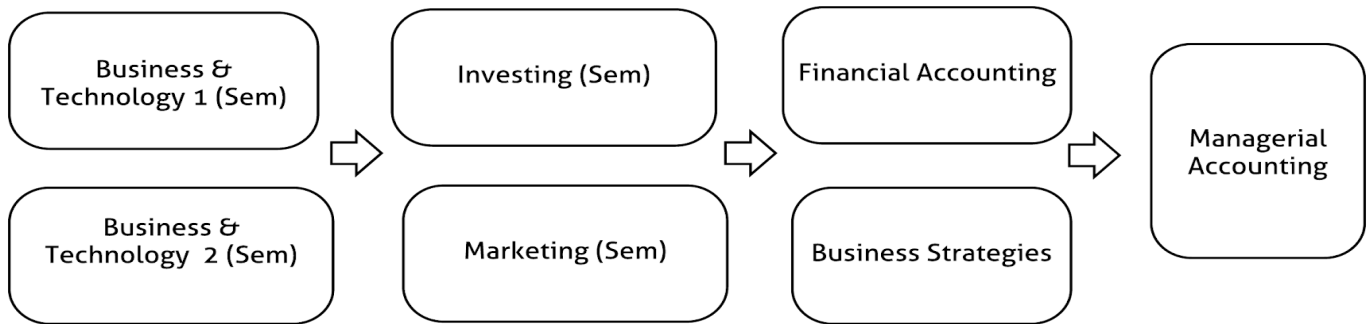 Business &
Technology 1 (Sem)
Business &
Technology 2 (Sem)
Investing (Sem)
Marketing (Sem)
Financial Accounting
Business Strategies
Managerial
Accounting